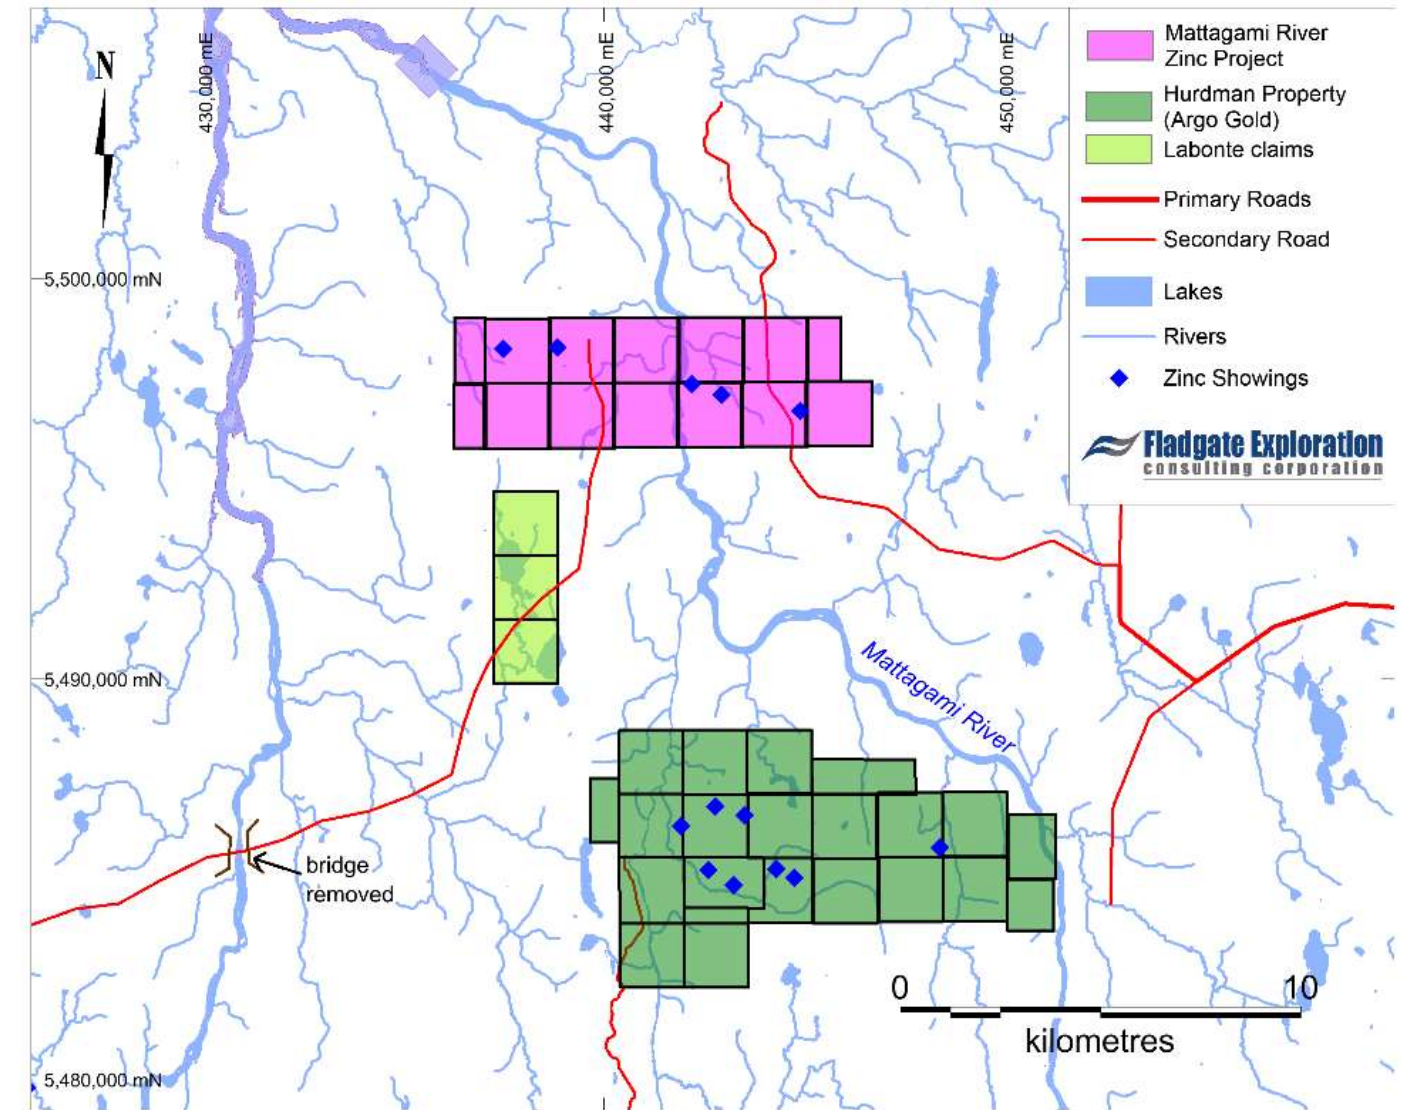 N
430,000 mE
440,000 mE
450,000 mE
Mattagami River
Zinc Project
Hurdman Property
(Argo Gold)
Labonte claims
Primary Roads
Secondary Road
Lakes
Rivers
Zinc Showings
Fladgate Exploration
consulting corporation
5,500,000 mN
5,490,000 mN
Mattagami River
bridge
removed
0
10
kilometres
5,480,000 mN